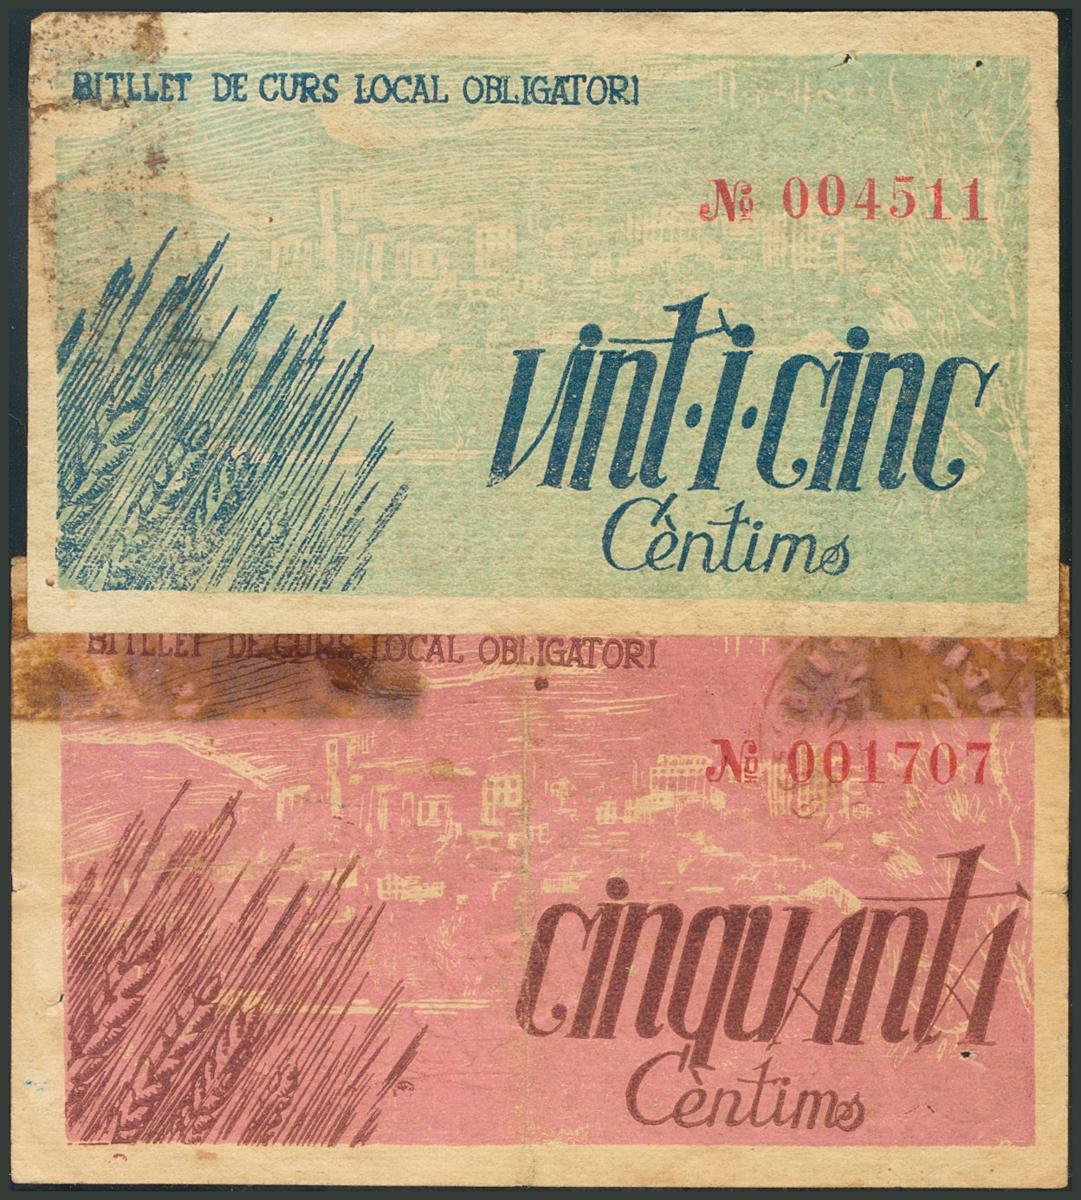 BITLLET DE CURS LOCAL OBLIGATORI
Nº 004511
vint·i·cinc
Cèntims
BITLLET DE CURS LOCAL OBLIGATORI
Nº 001707
cinquanta
Cèntims